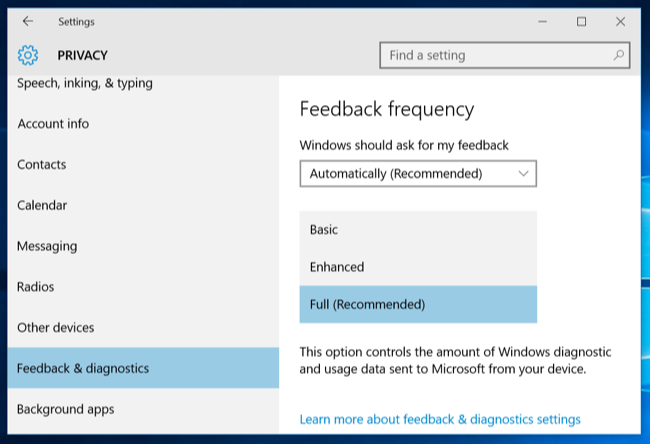 Settings
PRIVACY
Find a setting
Speech, inking, & typing
Account info
Contacts
Calendar
Messaging
Radios
Other devices
Feedback & diagnostics
Background apps
Feedback frequency
Windows should ask for my feedback
Automatically (Recommended)
Basic
Enhanced
Full (Recommended)
This option controls the amount of Windows diagnostic
and usage data sent to Microsoft from your device.
Learn more about feedback & diagnostics settings